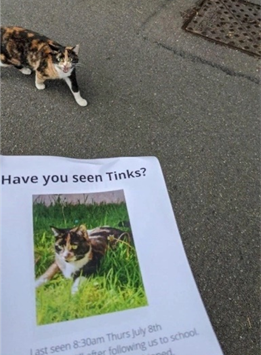 Have you seen Tinks?
Last seen 8:30am Thurs July 8th
after following us to school.